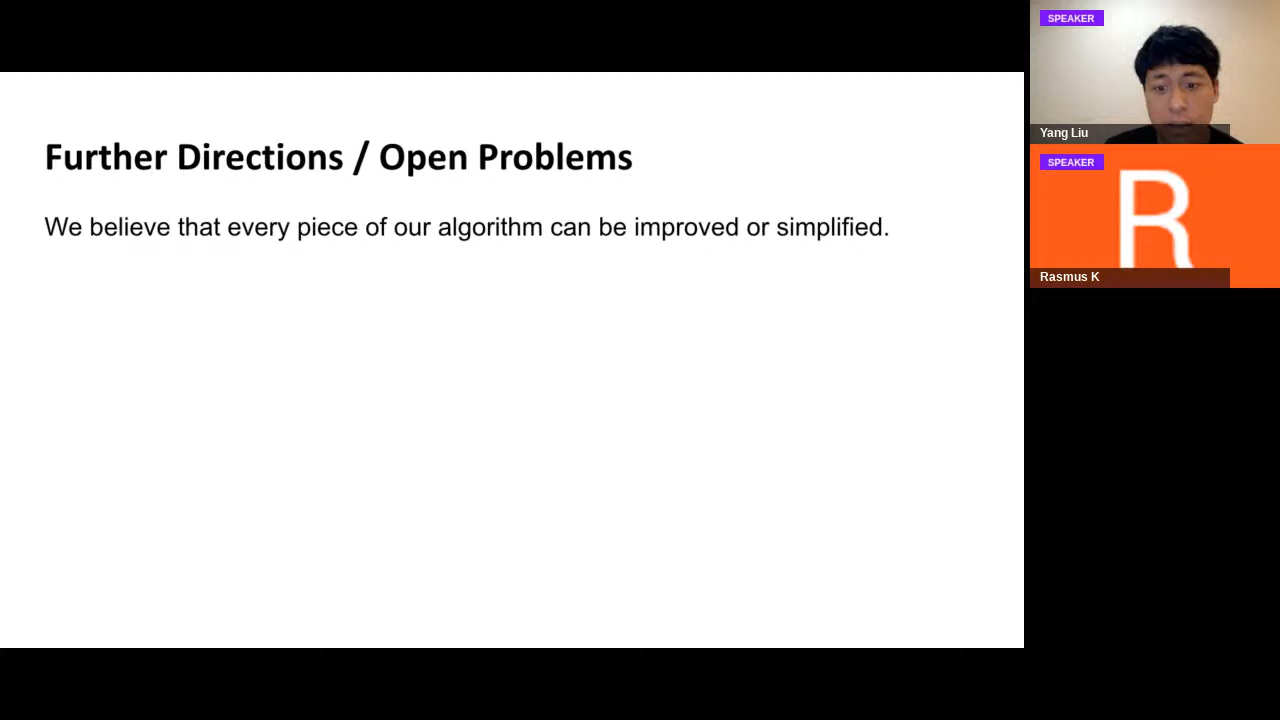 Further Directions / Open Problems
We believe that every piece of our algorithm can be improved or simplified.
SPEAKER
Yang Liu
SPEAKER
R
Rasmus K